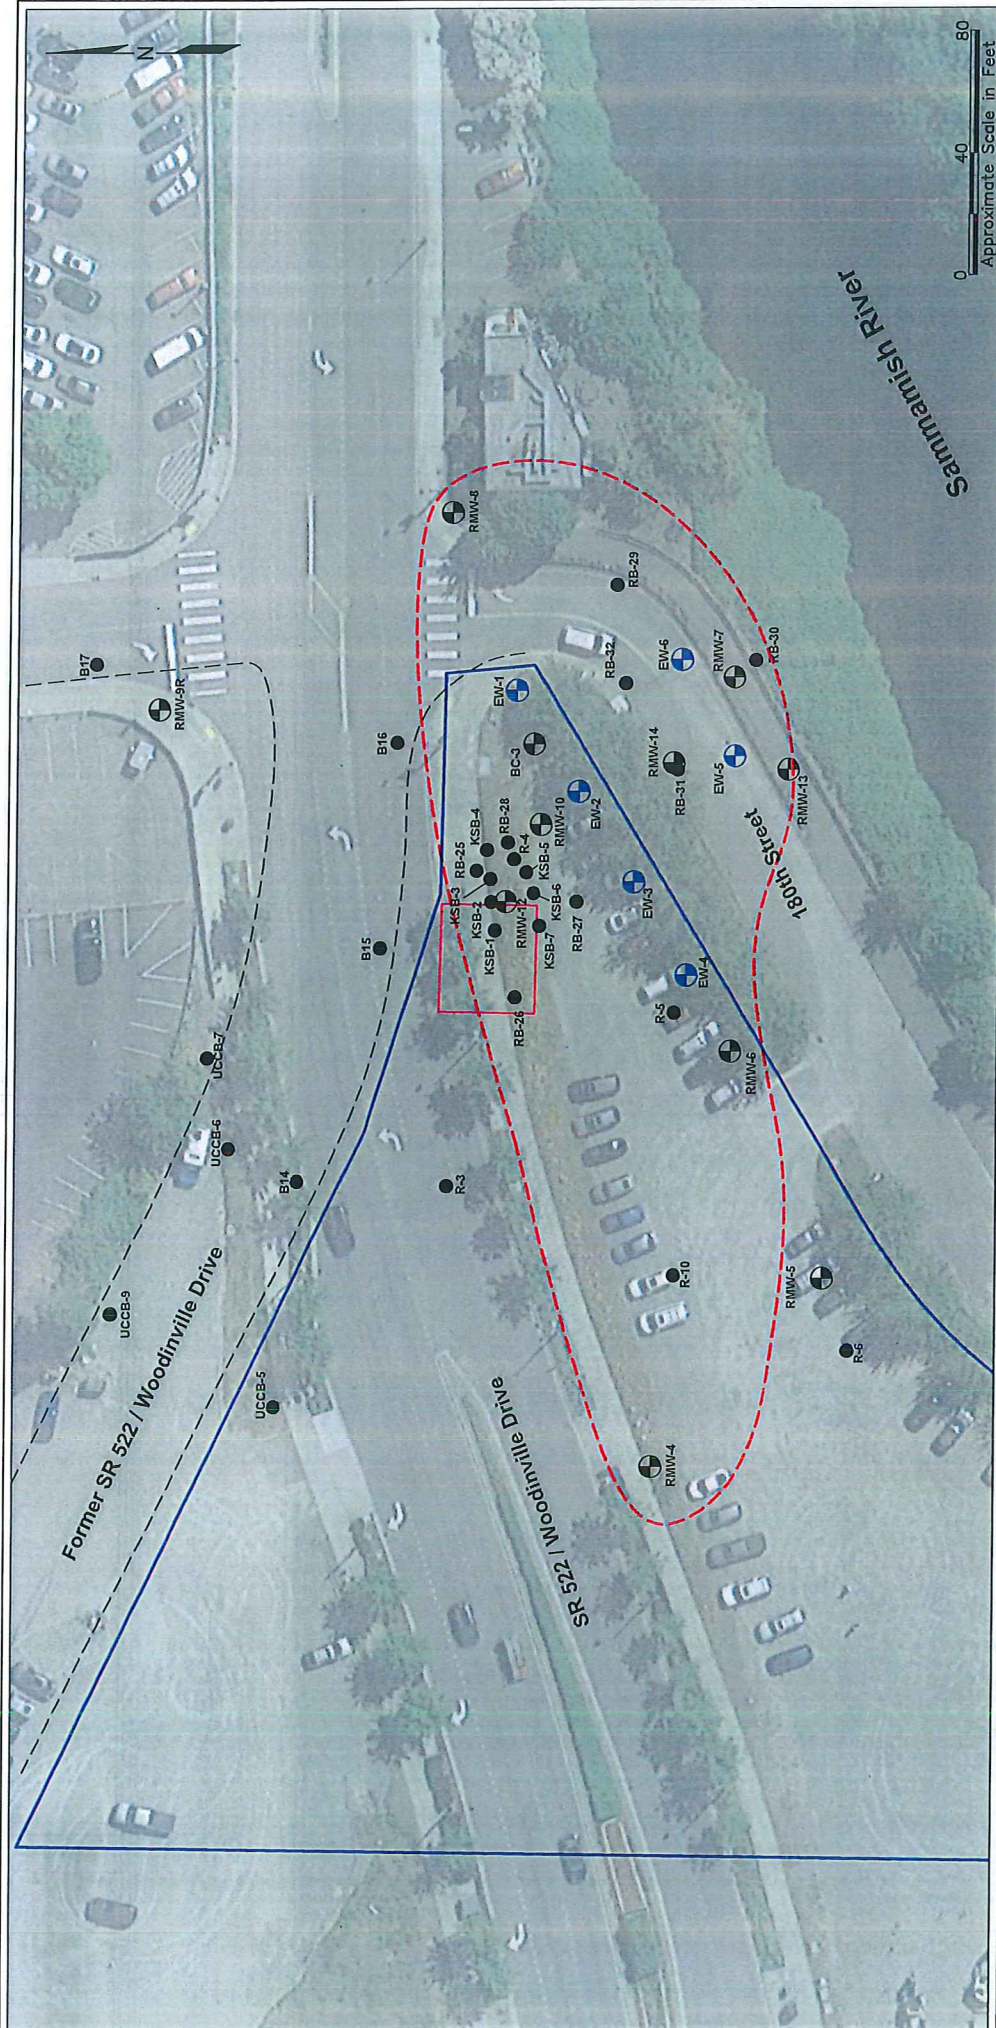 N
B17
RMW-9R
B16
B15
UCCB-7
UCCB-6
B14
UCCB-9
UCCB-5
Former SR 522 / Woodinville Drive
SR 522 / Woodinville Drive
R-3
RMW-8
EW-1
BC-3
KSB-4
RB-28
RB-25
R-4
RMW-10
KSB-5
KSB-3
KSB-2
KSB-1
RMW-12
KSB-6
KSB-7
RB-26
RB-27
EW-2
EW-3
EW-4
R-5
RMW-6
RB-29
RB-32
EW-6
RMW-7
RB-30
RMW-14
RB-31
EW-5
RMW-13
180th Street
R-10
RMW-5
R-6
RMW-4
Sammamish River
0 40 80
Approximate Scale in Feet